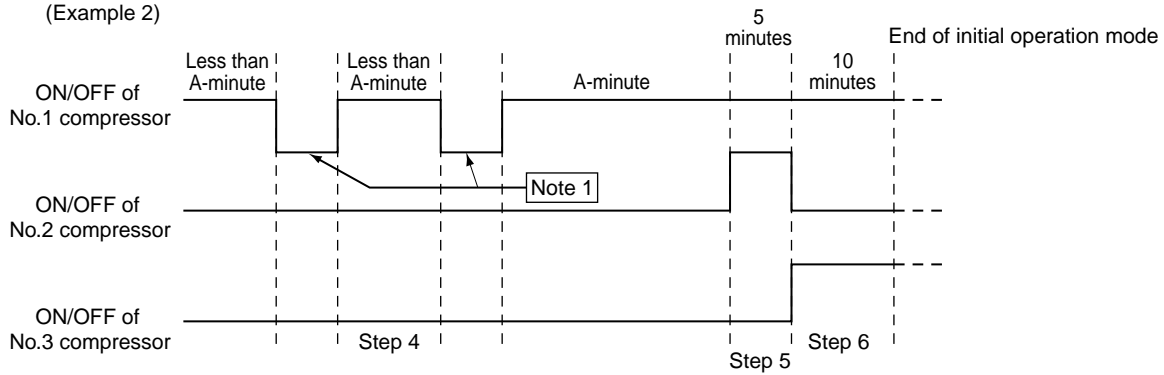 (Example 2)
5
minutes
End of initial operation mode
Less than
A-minute
Less than
A-minute
A-minute
10
minutes
ON/OFF of
No.1 compressor
Note 1
ON/OFF of
No.2 compressor
ON/OFF of
No.3 compressor
Step 4
Step 5
Step 6